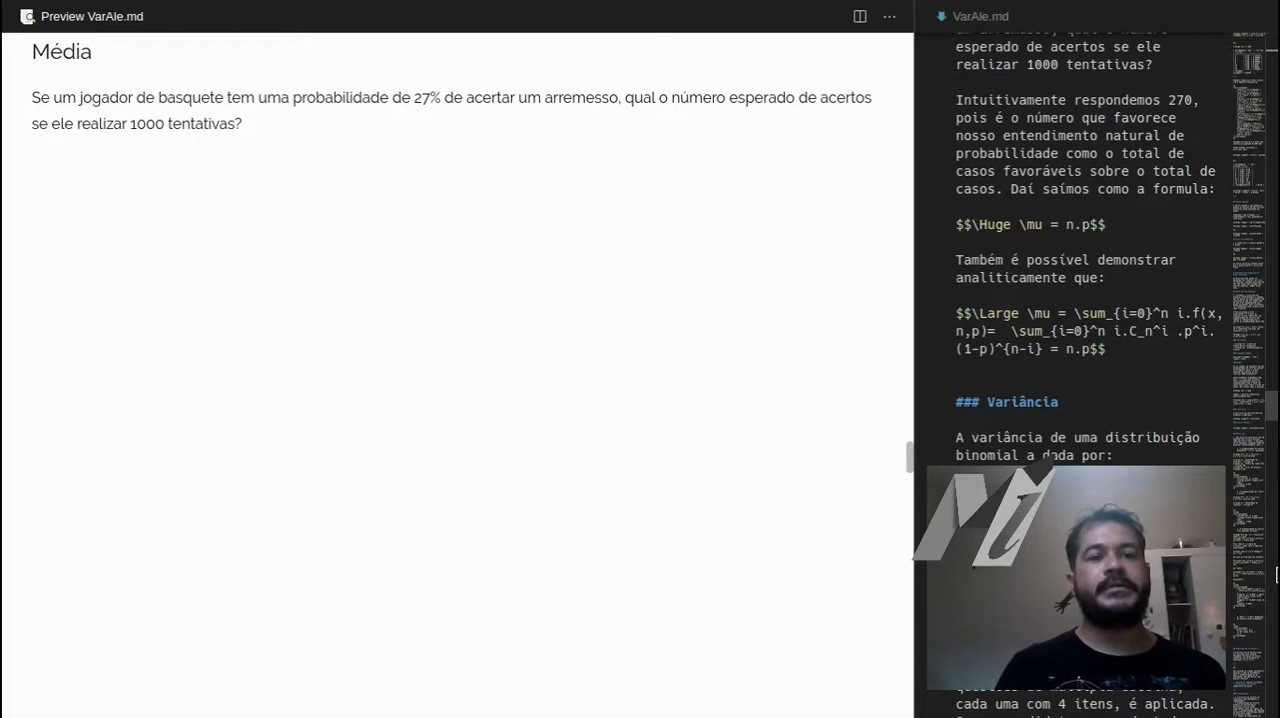 Preview VarAle.md
VarAle.md
Média
Se um jogador de basquete tem uma probabilidade de 27% de acertar um arremesso, qual o número esperado de acertos
se ele realizar 1000 tentativas?
esperado de acertos se ele
realizar 1000 tentativas?
Intuitivamente respondemos 270,
pois é o número que favorece
nosso entendimento natural de
probabilidade como o total de
casos favoráveis sobre o total de
casos. Daí saímos como a formula:
$$\Huge \mu = n.p$$
Também é possível demonstrar
analiticamente que:
$$\Large \mu = \sum_{i=0}^n i.f(x,
n,p)=  \sum_{i=0}^n i.C_n^i .p^i.
(1-p)^{n-i} = n.p$$
### Variância
A variância de uma distribuição
binomial a dada por:
Mi
cada uma com 4 itens, é aplicada.